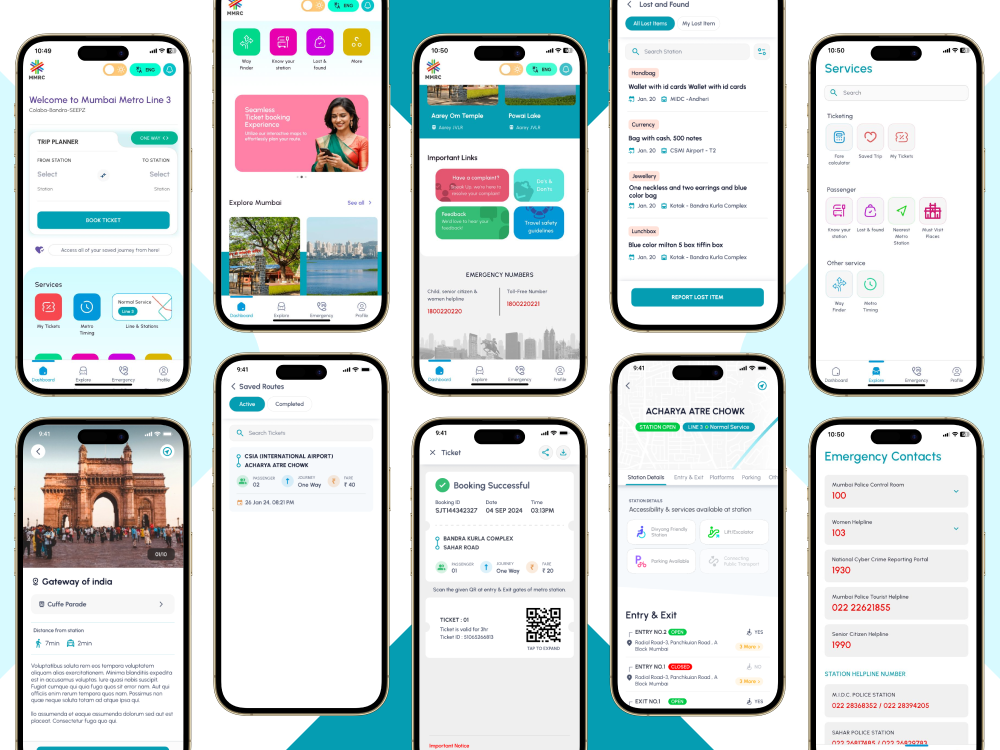 10:49
MMRC
ENG
Welcome to Mumbai Metro Line 3
Colaba-Bandra-SEEPZ
TRIP PLANNER
ONE WAY
FROM STATION
TO STATION
Select
Select
Station
Station
BOOK TICKET
Access all of your saved journey from here!
Services
My Tickets
Metro
Timing
Normal Service
Line 3
Line & Stations
Dashboard
Explore
Emergency
Profile
9:41
01/10
Gateway of india
Cuffe Parade
Distance from station
7min
2min
Voluptatibus soluta rem eos tempora voluptatem
aliquam alias exercitationem. Minima blanditiis expedita
est in accusamus voluptas. Iure quasi nobis suscipit.
Fugat cumque qui quo fuga quos sit error nam. Aut qui
officiis enim rerum tempora quos nam. Possimus non
quae neque iusto quam quam ut atque ipsa qui.
Illo assumenda et eaque assumenda dolorum sed aut est
placeat. Consectetur fuga quo qui.
MMRC
ENG
Way
Finder
Know your
station
Lost &
found
More
Seamless
Ticket booking
Experience
Explore Mumbai
See all
Dashboard
Explore
Emergency
Profile
9:41
Saved Routes
Active
Completed
Search Tickets
CSIA (INTERNATIONAL AIRPORT)
ACHARYA ATRE CHOWK
PASSENGER
02
JOURNEY
One Way
FARE
₹ 40
26 Jan 24, 08:21 PM
10:50
MMRC
ENG
Aarey Om Temple
Aarey JVLR
Powai Lake
Aarey JVLR
Important Links
Have a complaint?
Do's &
Don'ts
Feedback
Travel safety
guidelines
EMERGENCY NUMBERS
Child, senior citizen &
women helpline
1800220220
Toll-Free Number
1800220221
Dashboard
Explore
Emergency
Profile
9:41
Ticket
Booking Successful
Booking ID
SJT144342327
Date
04 SEP 2024
Time
03:13PM
BANDRA KURLA COMPLEX
SAHAR ROAD
PASSENGER
01
JOURNEY
One Way
FARE
₹ 20
Scan the given QR at entry & Exit gates of metro station.
TICKET : 01
Ticket is valid for 3hr
Ticket ID : 51065266813
TAP TO EXPAND
Important Notice
Lost and Found
All Lost Items
My Lost Item
Search Station
Handbag
Wallet with id cards Wallet with id cards
Jan. 20
MIDC -Andheri
Currency
Bag with cash, 500 notes
Jan. 20
CSMI Airport - T2
Jewellery
One neckless and two earrings and blue
color bag
Jan. 20
Kotak - Bandra Kurla Complex
Lunchbox
Blue color milton 5 box tiffin box
Jan. 20
Kotak - Bandra Kurla Complex
REPORT LOST ITEM
9:41
ACHARYA ATRE CHOWK
STATION OPEN
LINE 3 Normal Service
Station Details
Entry & Exit
Platforms
Parking
STATION DETAILS
Accessibility & services available at station
Divyang Friendly
Station
Lift/Escalator
Parking Available
Connecting
Public Transport
Entry & Exit
ENTRY NO.2
OPEN
YES
Radial Road-3, Panchkuian Road . A
Block Mumbai
3 More
ENTRY NO.1
CLOSED
NO
Radial Road-3, Panchkuian Road . A
Block Mumbai
3 More
EXIT NO.1
OPEN
YES
10:50
Services
Search
Ticketing
Fare
calculator
Saved Trip
My Tickets
Passenger
Know your
station
Lost & found
Nearest
Metro
Station
Must Visit
Places
Other service
Way
Finder
Metro
Timing
Dashboard
Explore
Emergency
Profile
10:50
Emergency Contacts
Mumbai Police Control Room
100
Women Helpline
103
National Cyber Crime Reporting Portal
1930
Mumbai Police Tourist Helpline
022 22621855
Senior Citizen Helpline
1990
STATION HELPLINE NUMBER
M.I.D.C. POLICE STATION
022 28368352 / 022 28394205
SAHAR POLICE STATION